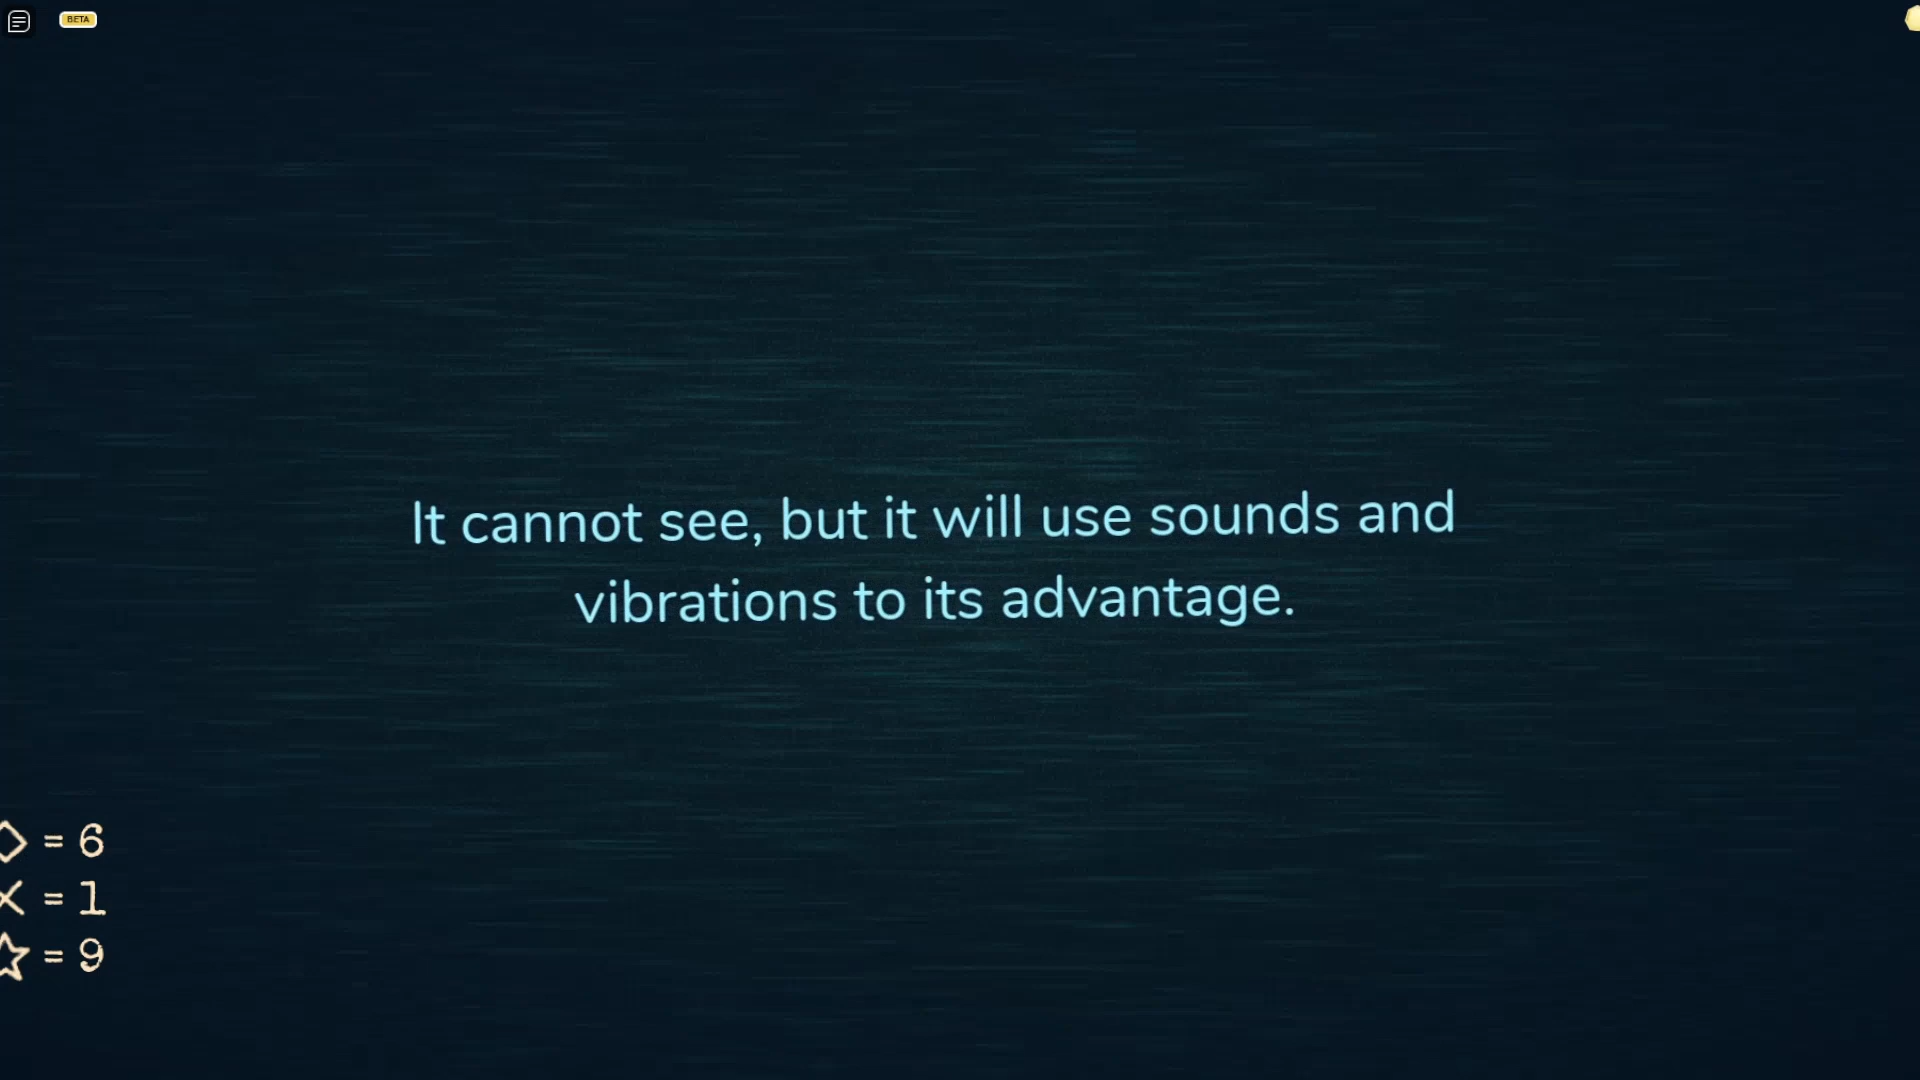 BETA
It cannot see, but it will use sounds and
vibrations to its advantage.
◇ = 6
X = 1
☆ = 9